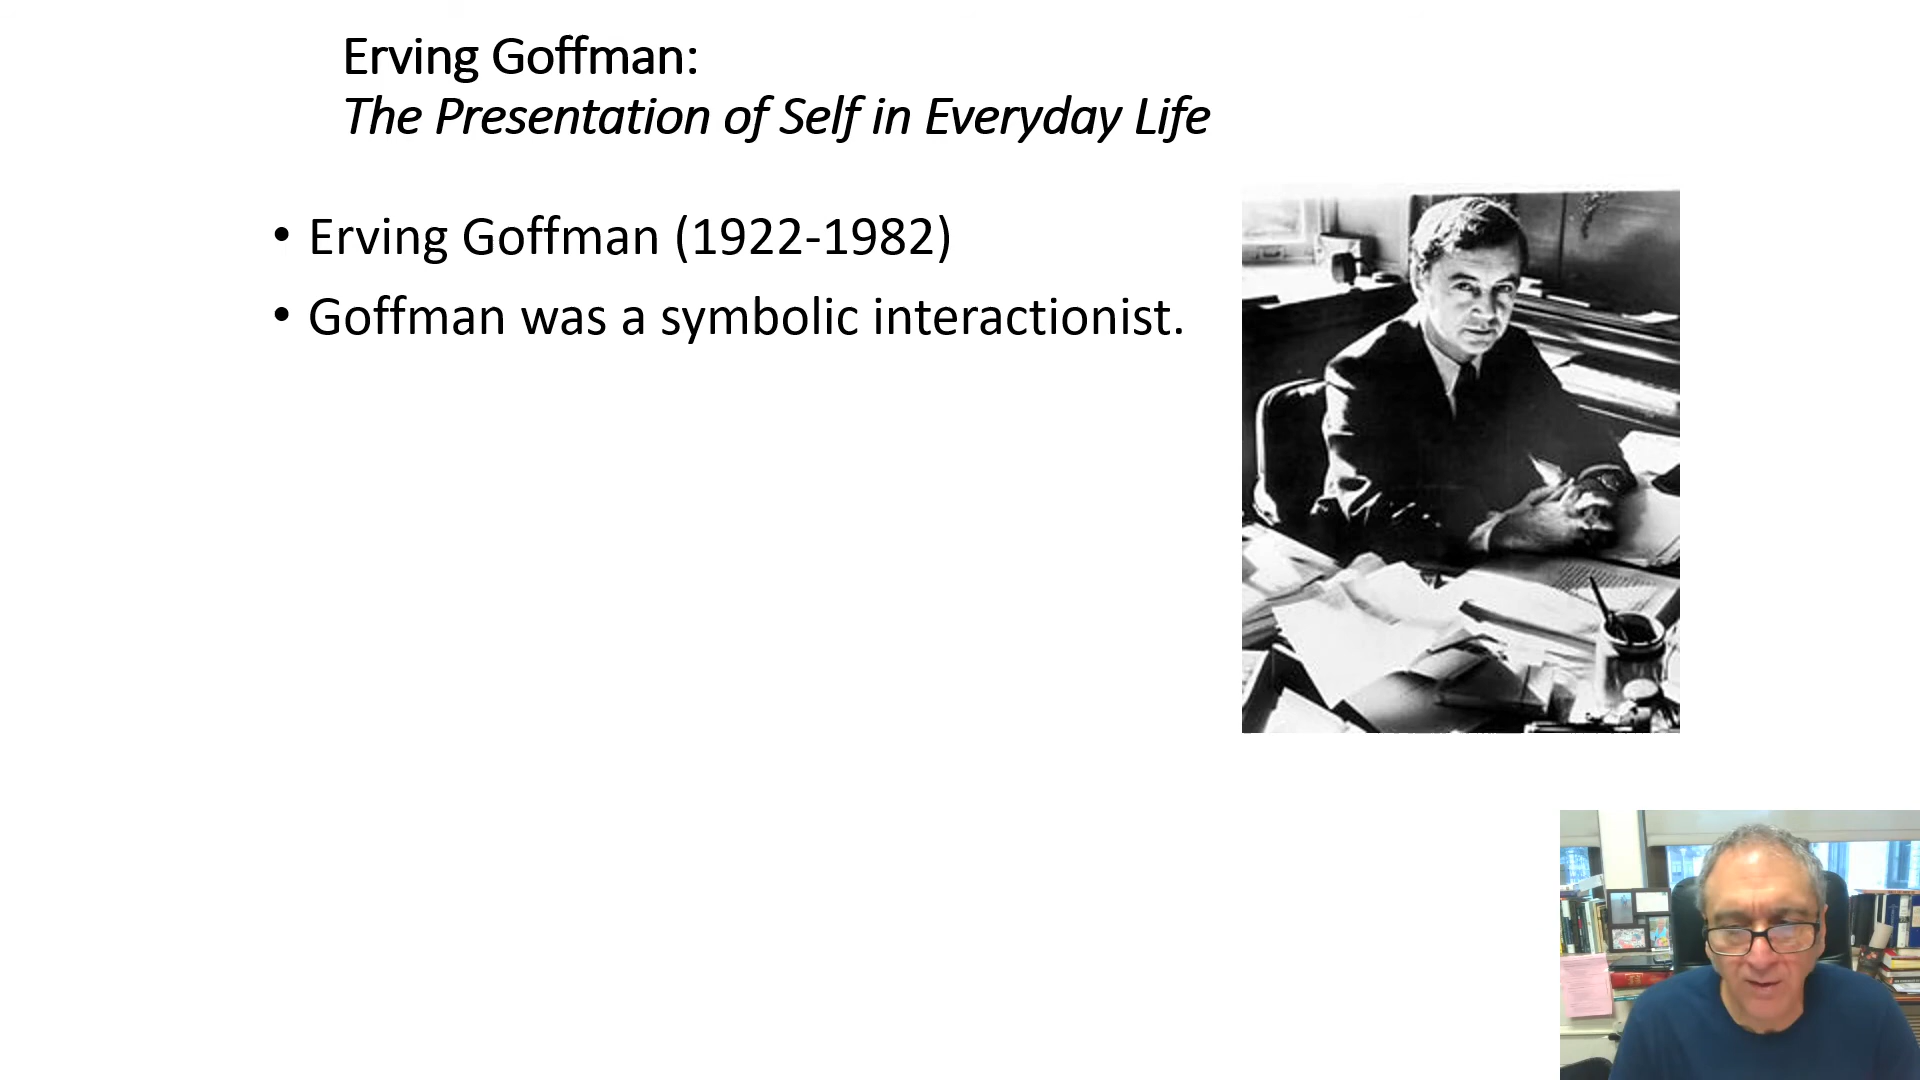 Erving Goffman:
The Presentation of Self in Everyday Life
• Erving Goffman (1922-1982)
• Goffman was a symbolic interactionist.